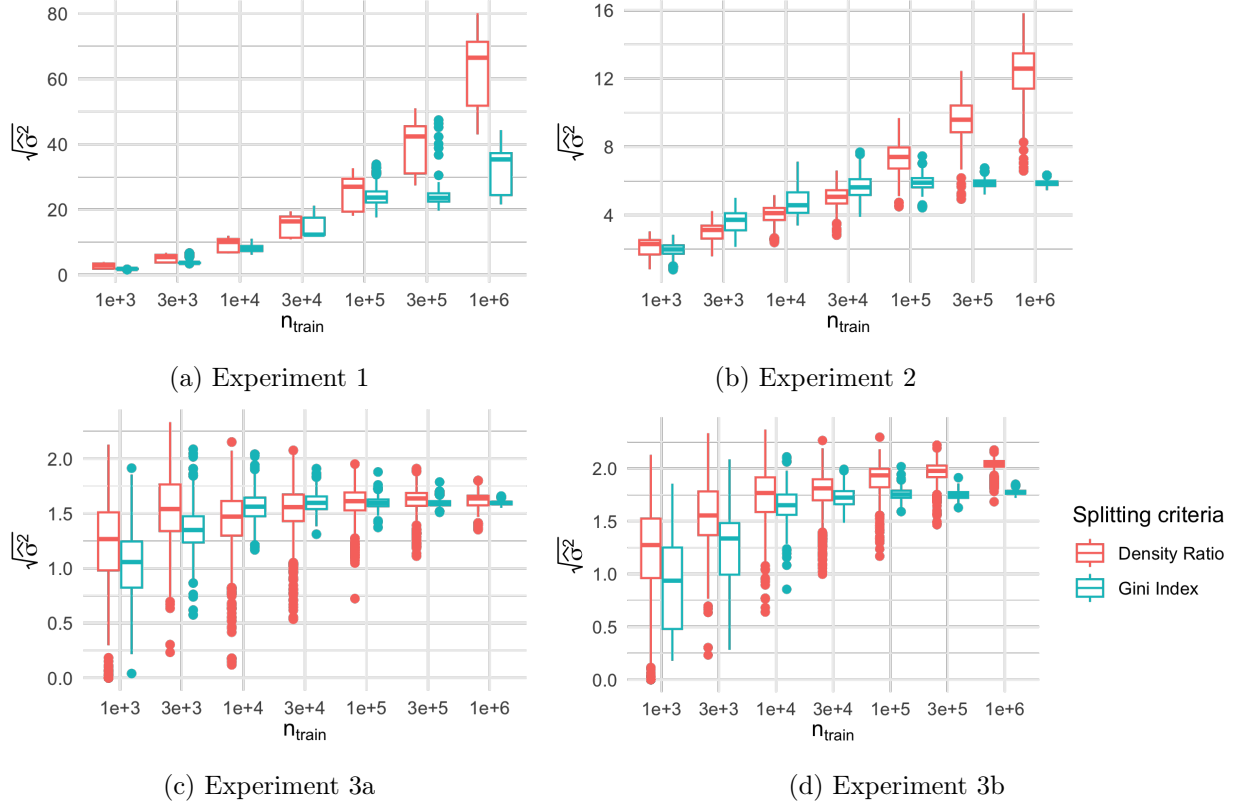 80
60
40
20
0
√σ̂²
1e+3 3e+3 1e+4 3e+4 1e+5 3e+5 1e+6
n_train
(a) Experiment 1
16
12
8
4
√σ̂²
1e+3 3e+3 1e+4 3e+4 1e+5 3e+5 1e+6
n_train
(b) Experiment 2
2.0
1.5
1.0
0.5
0.0
√σ̂²
1e+3 3e+3 1e+4 3e+4 1e+5 3e+5 1e+6
n_train
(c) Experiment 3a
2.0
1.5
1.0
0.5
0.0
√σ̂²
1e+3 3e+3 1e+4 3e+4 1e+5 3e+5 1e+6
n_train
(d) Experiment 3b
Splitting criteria
Density Ratio
Gini Index